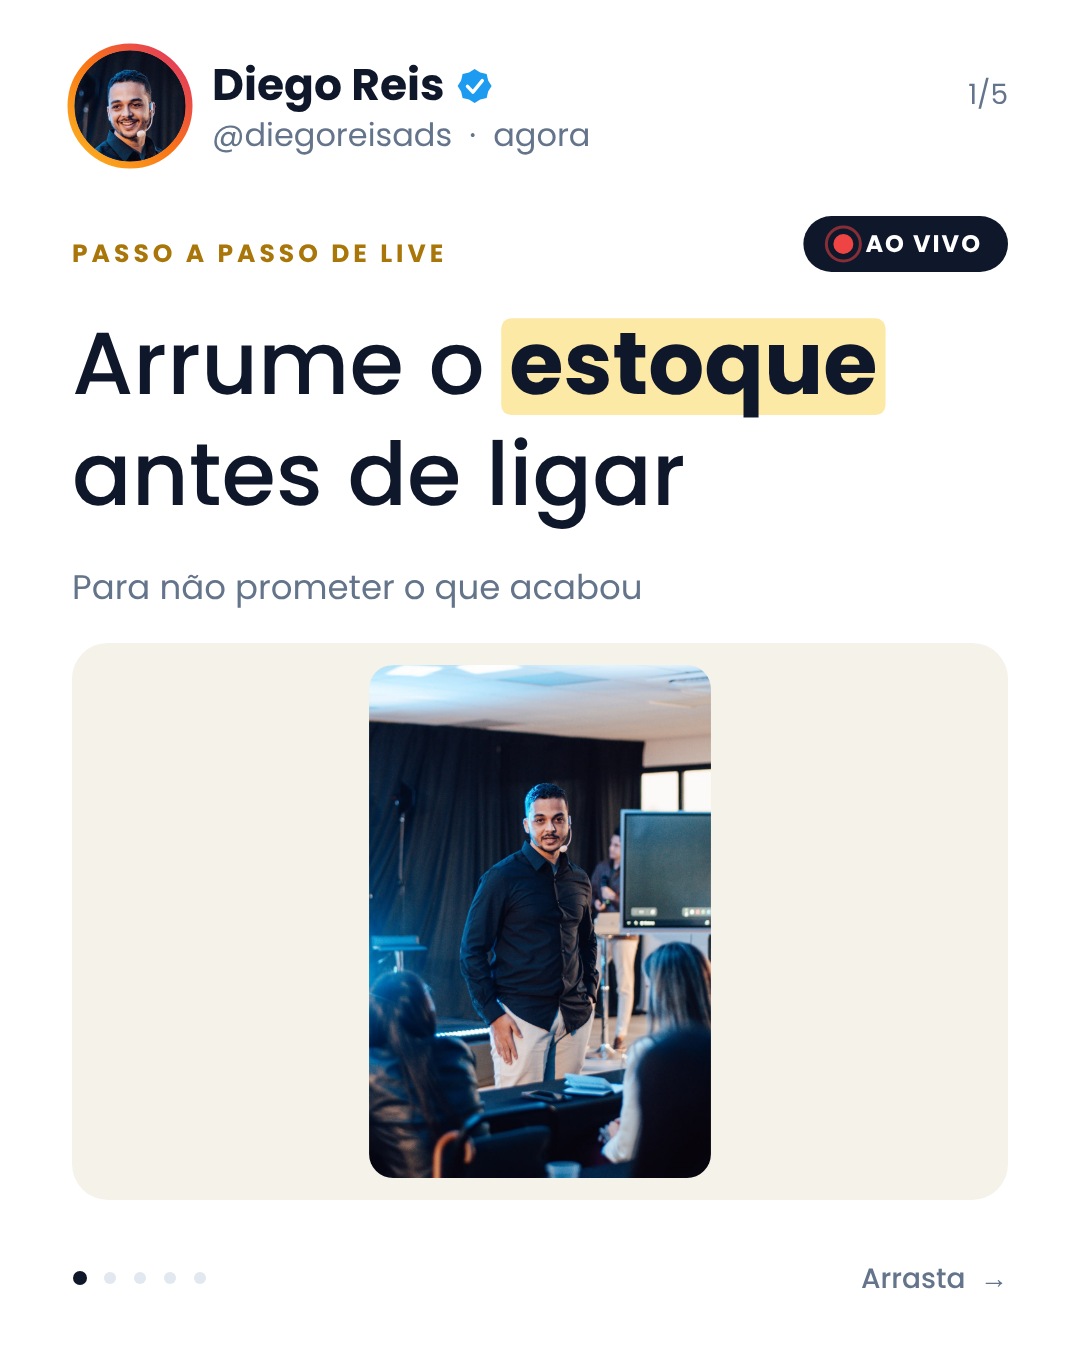 Diego Reis
@diegoreisads · agora
1/5
PASSO A PASSO DE LIVE
AO VIVO
Arrume o estoque
antes de ligar
Para não prometer o que acabou
Arrasta →